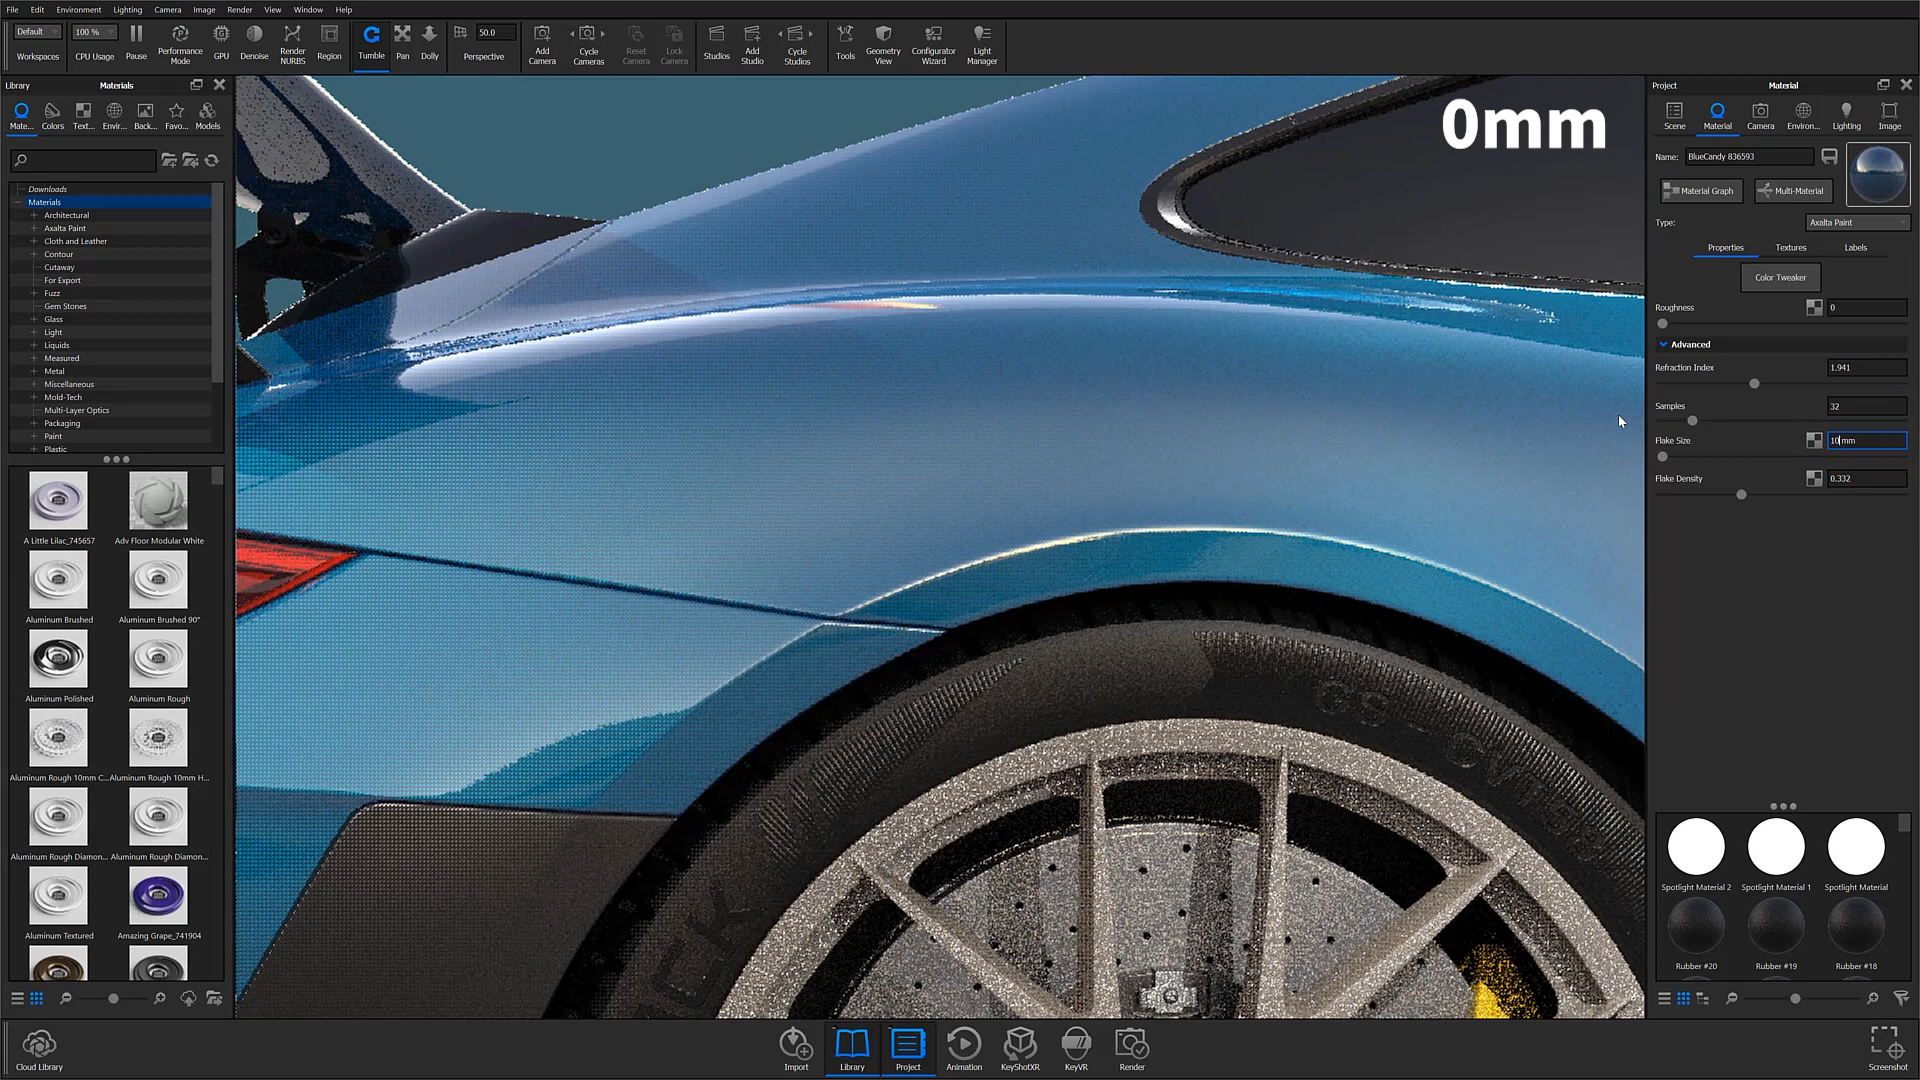 File Edit Environment Lighting Camera Image Render View Window Help
Default 100 % 50.0
Workspaces CPU Usage Pause Performance Mode GPU Denoise Render NURBS Region Tumble Pan Dolly Perspective Add Camera Cycle Cameras Reset Camera Lock Camera Studios Add Studio Cycle Studios Tools Geometry View Configurator Wizard Light Manager
Library Materials
Mate... Colors Text... Envir... Back... Favo... Models
Downloads
Materials
Architectural
Axalta Paint
Cloth and Leather
Contour
Cutaway
For Export
Fuzz
Gem Stones
Glass
Light
Liquids
Measured
Metal
Miscellaneous
Mold-Tech
Multi-Layer Optics
Packaging
Paint
Plastic
A Little Lilac_745657 Adv Floor Modular White
Aluminum Brushed Aluminum Brushed 90°
Aluminum Polished Aluminum Rough
Aluminum Rough 10mm C... Aluminum Rough 10mm H...
Aluminum Rough Diamon... Aluminum Rough Diamon...
Aluminum Textured Amazing Grape_741904
0mm
Project Material
Scene Material Camera Environ... Lighting Image
Name: BlueCandy 836593
Material Graph Multi-Material
Type: Axalta Paint
Properties Textures Labels
Color Tweaker
Roughness 0
Advanced
Refraction Index 1.941
Samples 32
Flake Size 10 mm
Flake Density 0.332
Spotlight Material 2 Spotlight Material 1 Spotlight Material
Rubber #20 Rubber #19 Rubber #18
Cloud Library Import Library Project Animation KeyShotXR KeyVR Render Screenshot